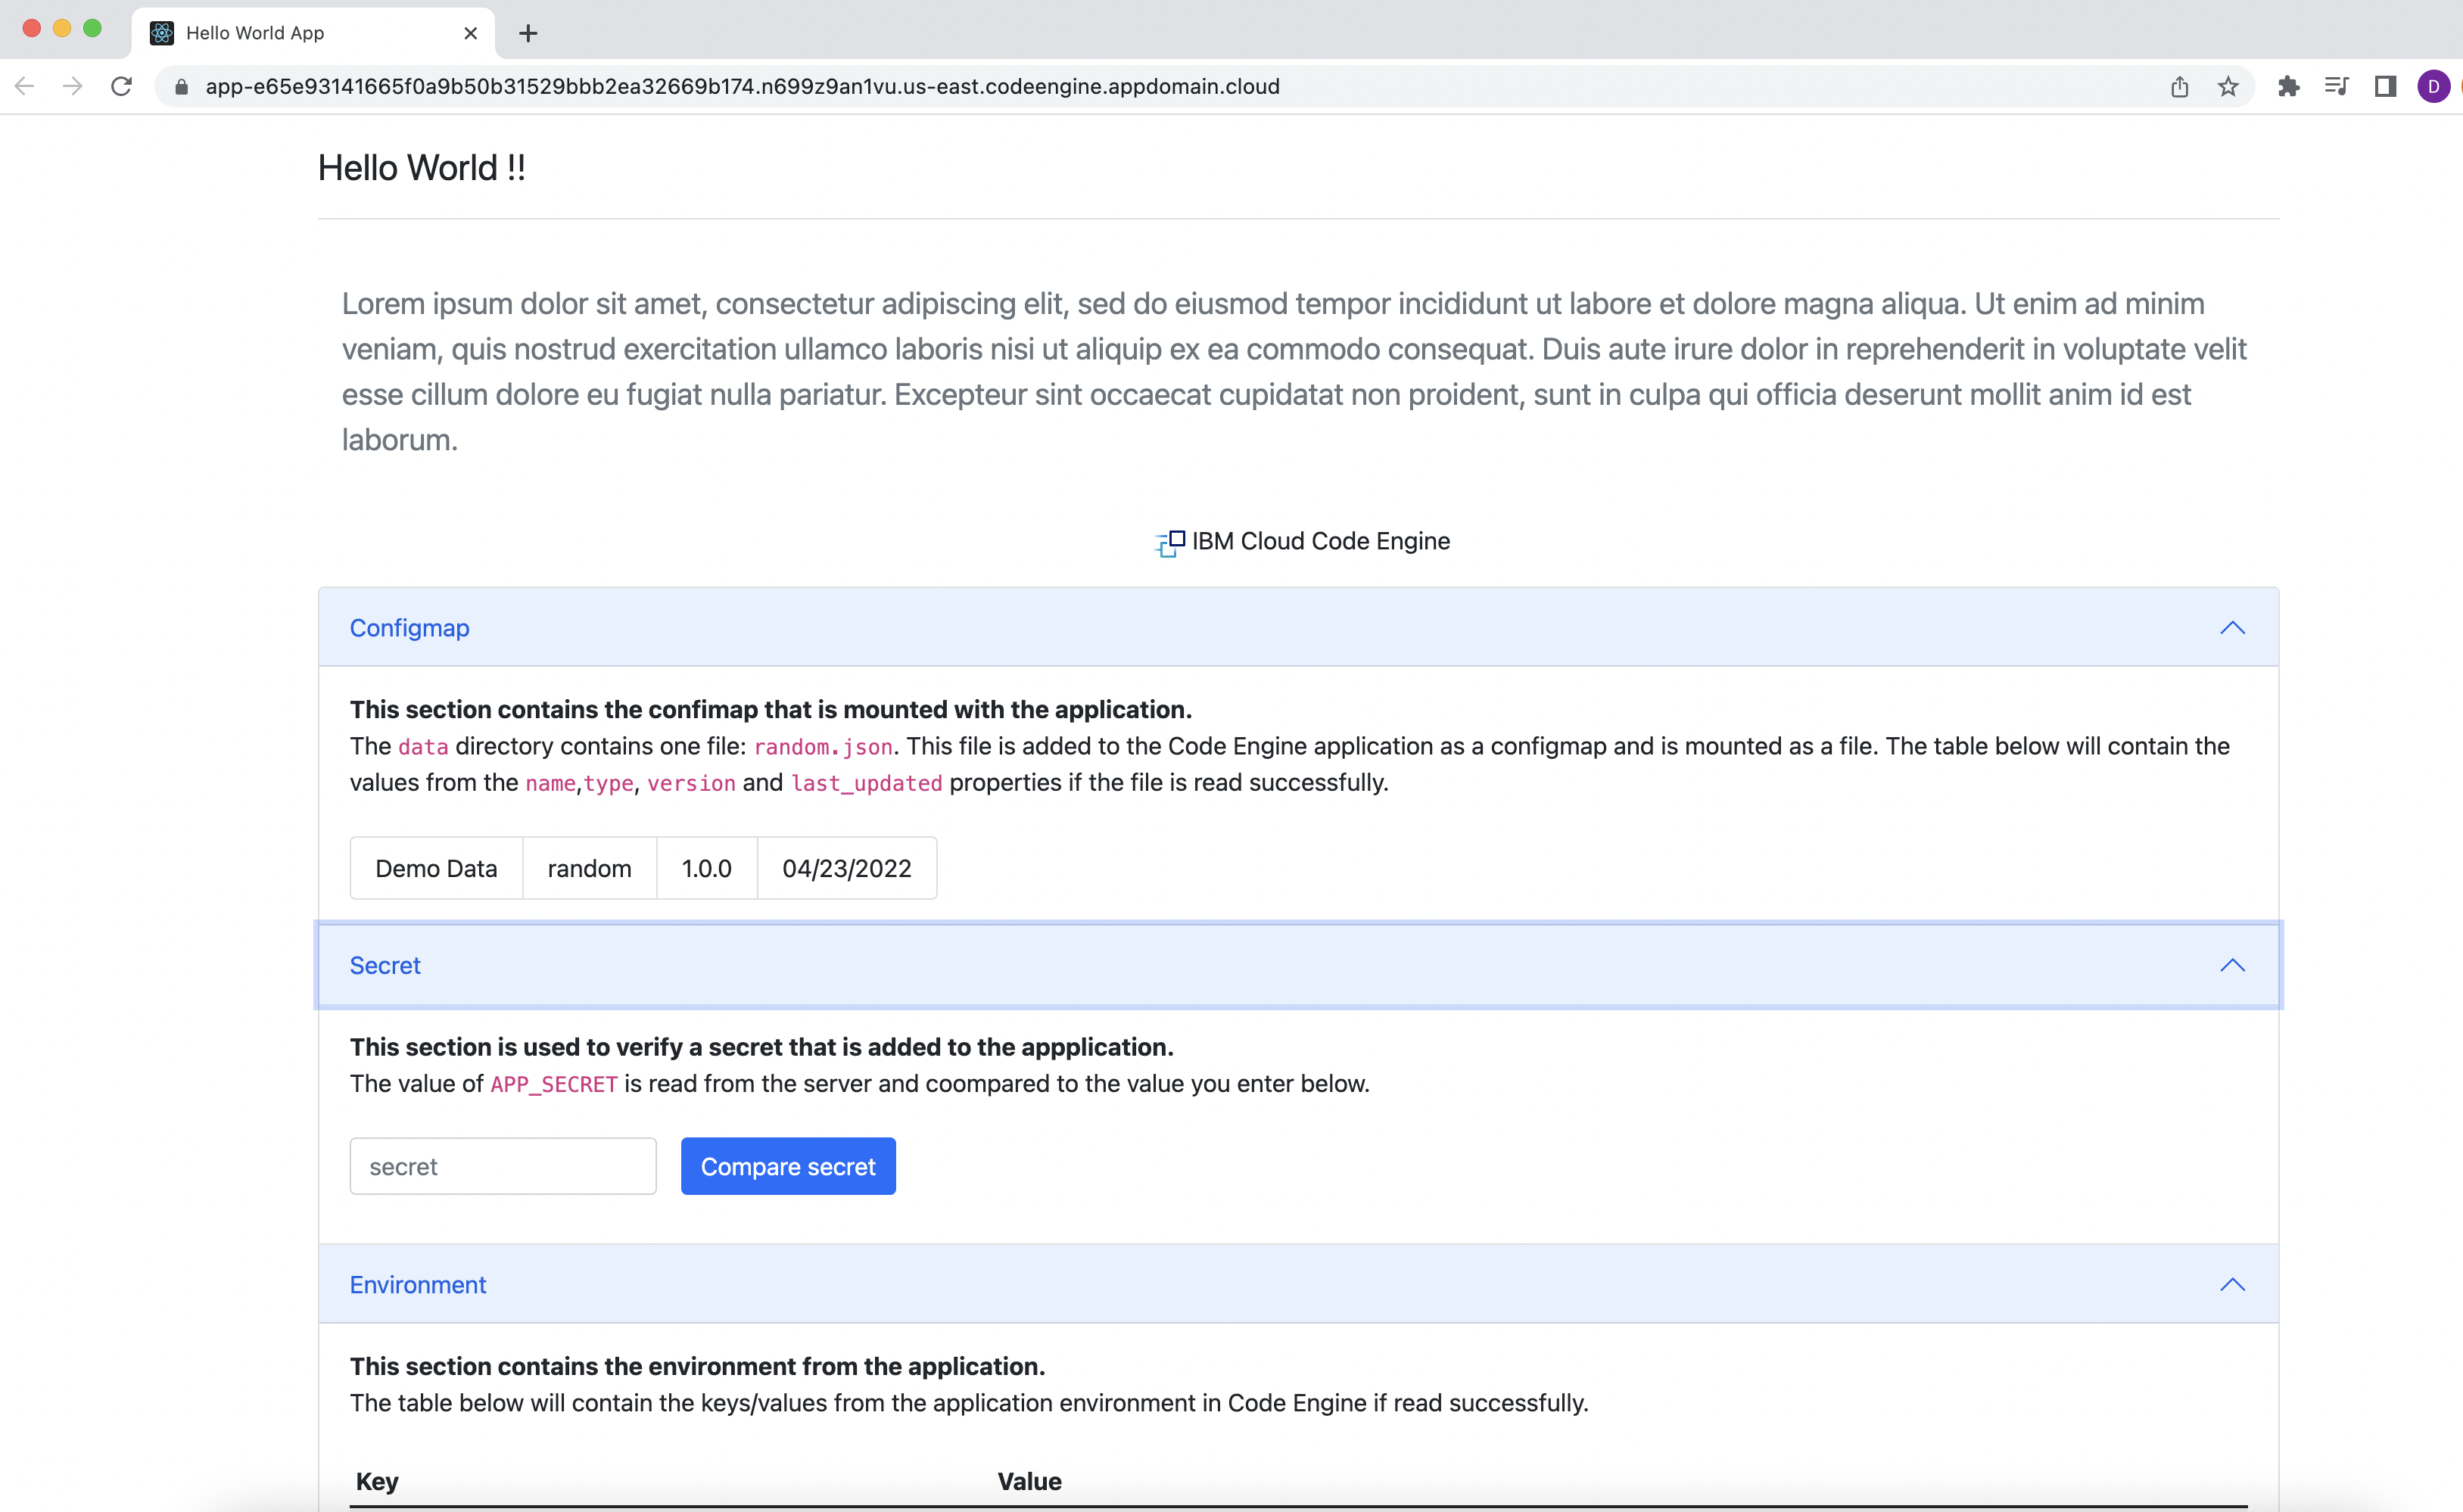 Hello World App
app-e65e93141665f0a9b50b31529bbb2ea32669b174.n699z9an1vu.us-east.codeengine.appdomain.cloud
D
Hello World !!
Lorem ipsum dolor sit amet, consectetur adipiscing elit, sed do eiusmod tempor incididunt ut labore et dolore magna aliqua. Ut enim ad minim
veniam, quis nostrud exercitation ullamco laboris nisi ut aliquip ex ea commodo consequat. Duis aute irure dolor in reprehenderit in voluptate velit
esse cillum dolore eu fugiat nulla pariatur. Excepteur sint occaecat cupidatat non proident, sunt in culpa qui officia deserunt mollit anim id est
laborum.
IBM Cloud Code Engine
Configmap
This section contains the confimap that is mounted with the application.
The data directory contains one file: random.json. This file is added to the Code Engine application as a configmap and is mounted as a file. The table below will contain the
values from the name,type, version and last_updated properties if the file is read successfully.
Demo Data random 1.0.0 04/23/2022
Secret
This section is used to verify a secret that is added to the appplication.
The value of APP_SECRET is read from the server and coompared to the value you enter below.
secret Compare secret
Environment
This section contains the environment from the application.
The table below will contain the keys/values from the application environment in Code Engine if read successfully.
Key Value